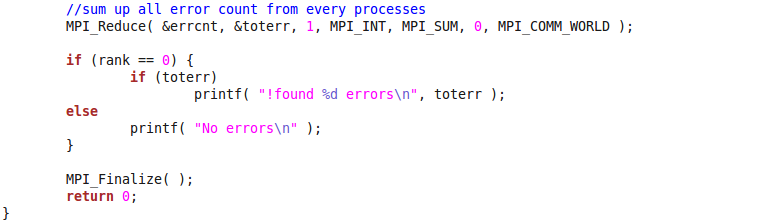 //sum up all error count from every processes
MPI_Reduce( &errcnt, &toterr, 1, MPI_INT, MPI_SUM, 0, MPI_COMM_WORLD );
if (rank == 0) {
if (toterr)
printf( "!found %d errors\n", toterr );
else
printf( "No errors\n" );
}
MPI_Finalize( );
return 0;
}